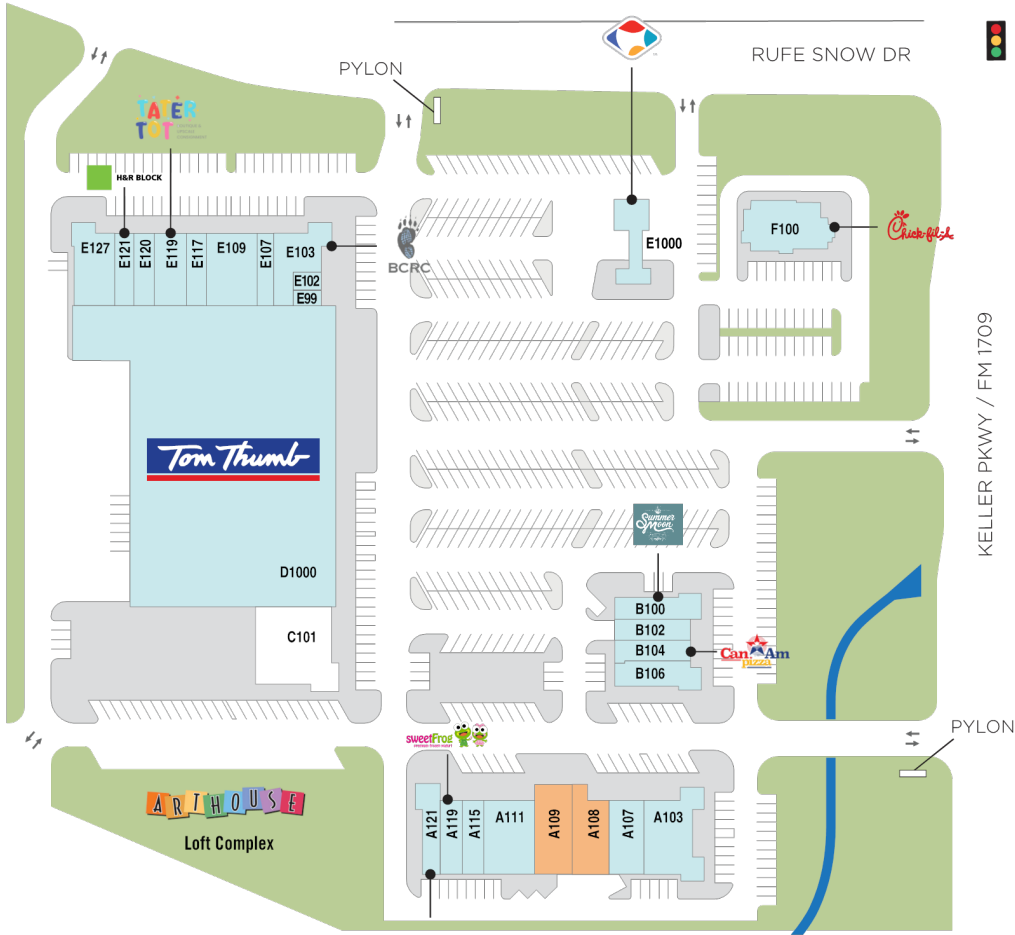 RUFE SNOW DR
PYLON
TATER
TOT
H&R BLOCK
E127
E121
E120
E119
E117
E109
E107
E103
E102
E99
BCRC
E1000
F100
Chick-fil-A
KELLER PKWY / FM 1709
Tom Thumb
D1000
C101
Summer
Moon
B100
B102
B104
B106
Can Am
pizza
PYLON
sweetFrog
A121
A119
A115
A111
A109
A108
A107
A103
ARTHOUSE
Loft Complex